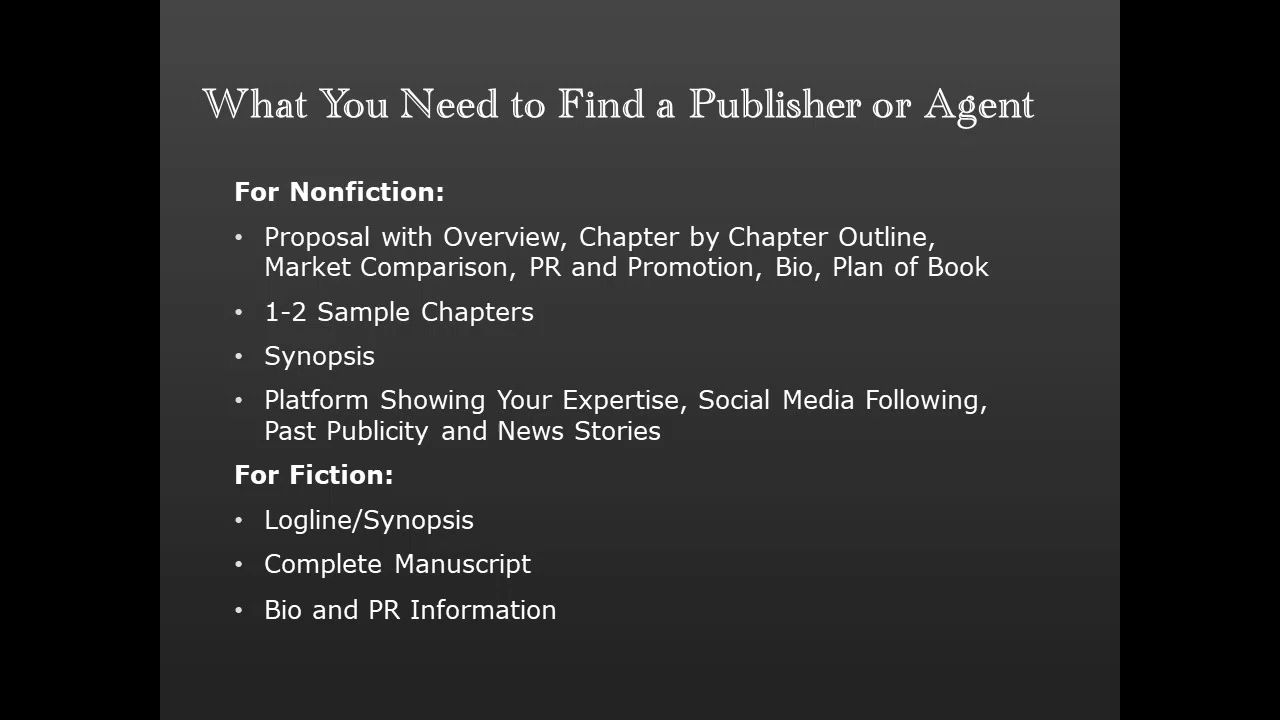 What You Need to Find a Publisher or Agent
For Nonfiction:
• Proposal with Overview, Chapter by Chapter Outline,
Market Comparison, PR and Promotion, Bio, Plan of Book
• 1-2 Sample Chapters
• Synopsis
• Platform Showing Your Expertise, Social Media Following,
Past Publicity and News Stories
For Fiction:
• Logline/Synopsis
• Complete Manuscript
• Bio and PR Information